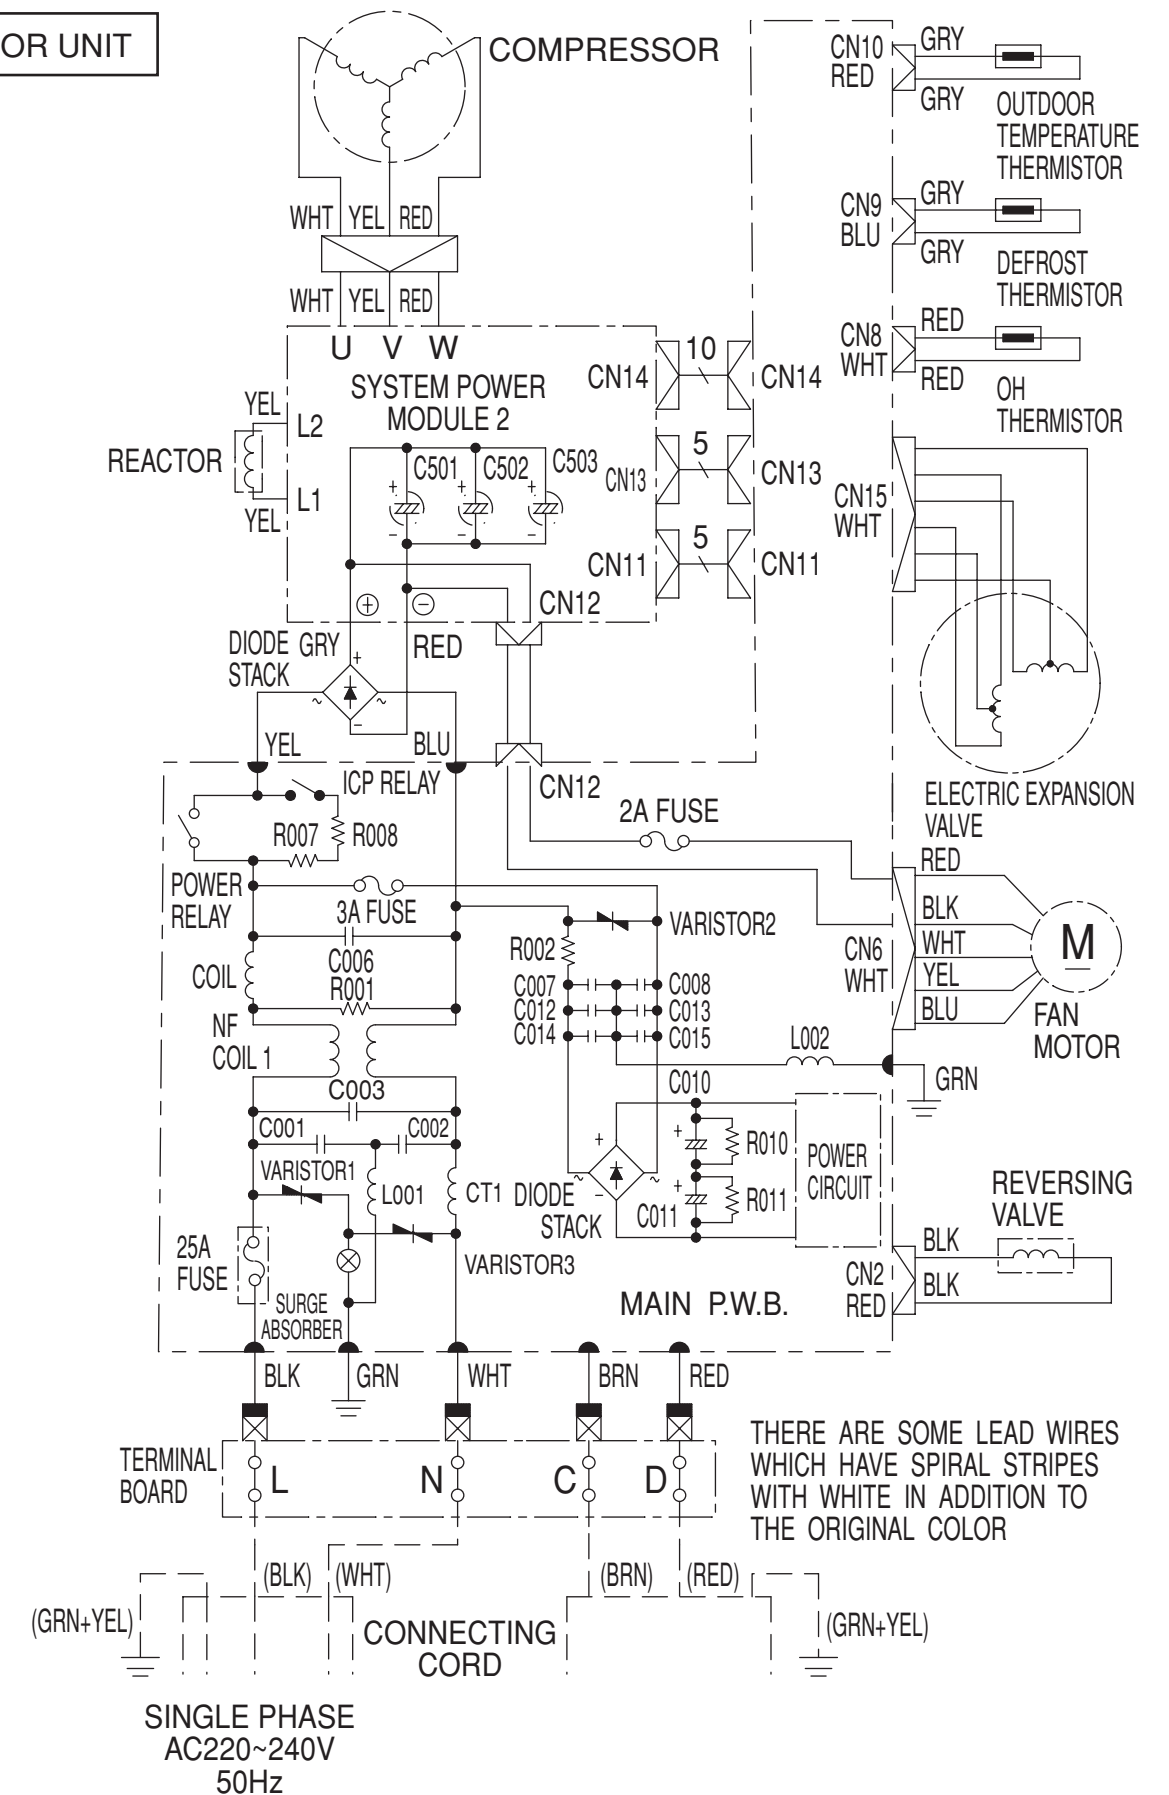 OR UNIT
COMPRESSOR
WHT YEL RED
WHT YEL RED
U V W
SYSTEM POWER
MODULE 2
YEL
L2
REACTOR
L1
YEL
C501
C502
C503
+ + +
- - -
CN14
10
CN14
CN13
5
CN13
CN11
5
CN11
CN12
+
-
DIODE
STACK
GRY
RED
+
~
~
-
YEL
BLU
CN12
CN10
RED
GRY
GRY
OUTDOOR
TEMPERATURE
THERMISTOR
CN9
BLU
GRY
GRY
DEFROST
THERMISTOR
CN8
WHT
RED
RED
OH
THERMISTOR
CN15
WHT
ELECTRIC EXPANSION
VALVE
ICP RELAY
R007
R008
POWER
RELAY
2A FUSE
3A FUSE
C006
COIL
R001
NF
COIL 1
C003
C001
C002
VARISTOR1
L001
CT1
25A
FUSE
SURGE
ABSORBER
VARISTOR3
VARISTOR2
R002
C007
C008
C012
C013
C014
C015
L002
GRN
C010
+
R010
+
R011
C011
+
~
~
-
DIODE
STACK
POWER
CIRCUIT
CN6
WHT
RED
BLK
WHT
YEL
BLU
M
FAN
MOTOR
REVERSING
VALVE
CN2
RED
BLK
BLK
MAIN P.W.B.
BLK
GRN
WHT
BRN
RED
TERMINAL
BOARD
L
N
C
D
THERE ARE SOME LEAD WIRES
WHICH HAVE SPIRAL STRIPES
WITH WHITE IN ADDITION TO
THE ORIGINAL COLOR
(BLK)
(WHT)
(BRN)
(RED)
(GRN+YEL)
(GRN+YEL)
CONNECTING
CORD
SINGLE PHASE
AC220~240V
50Hz